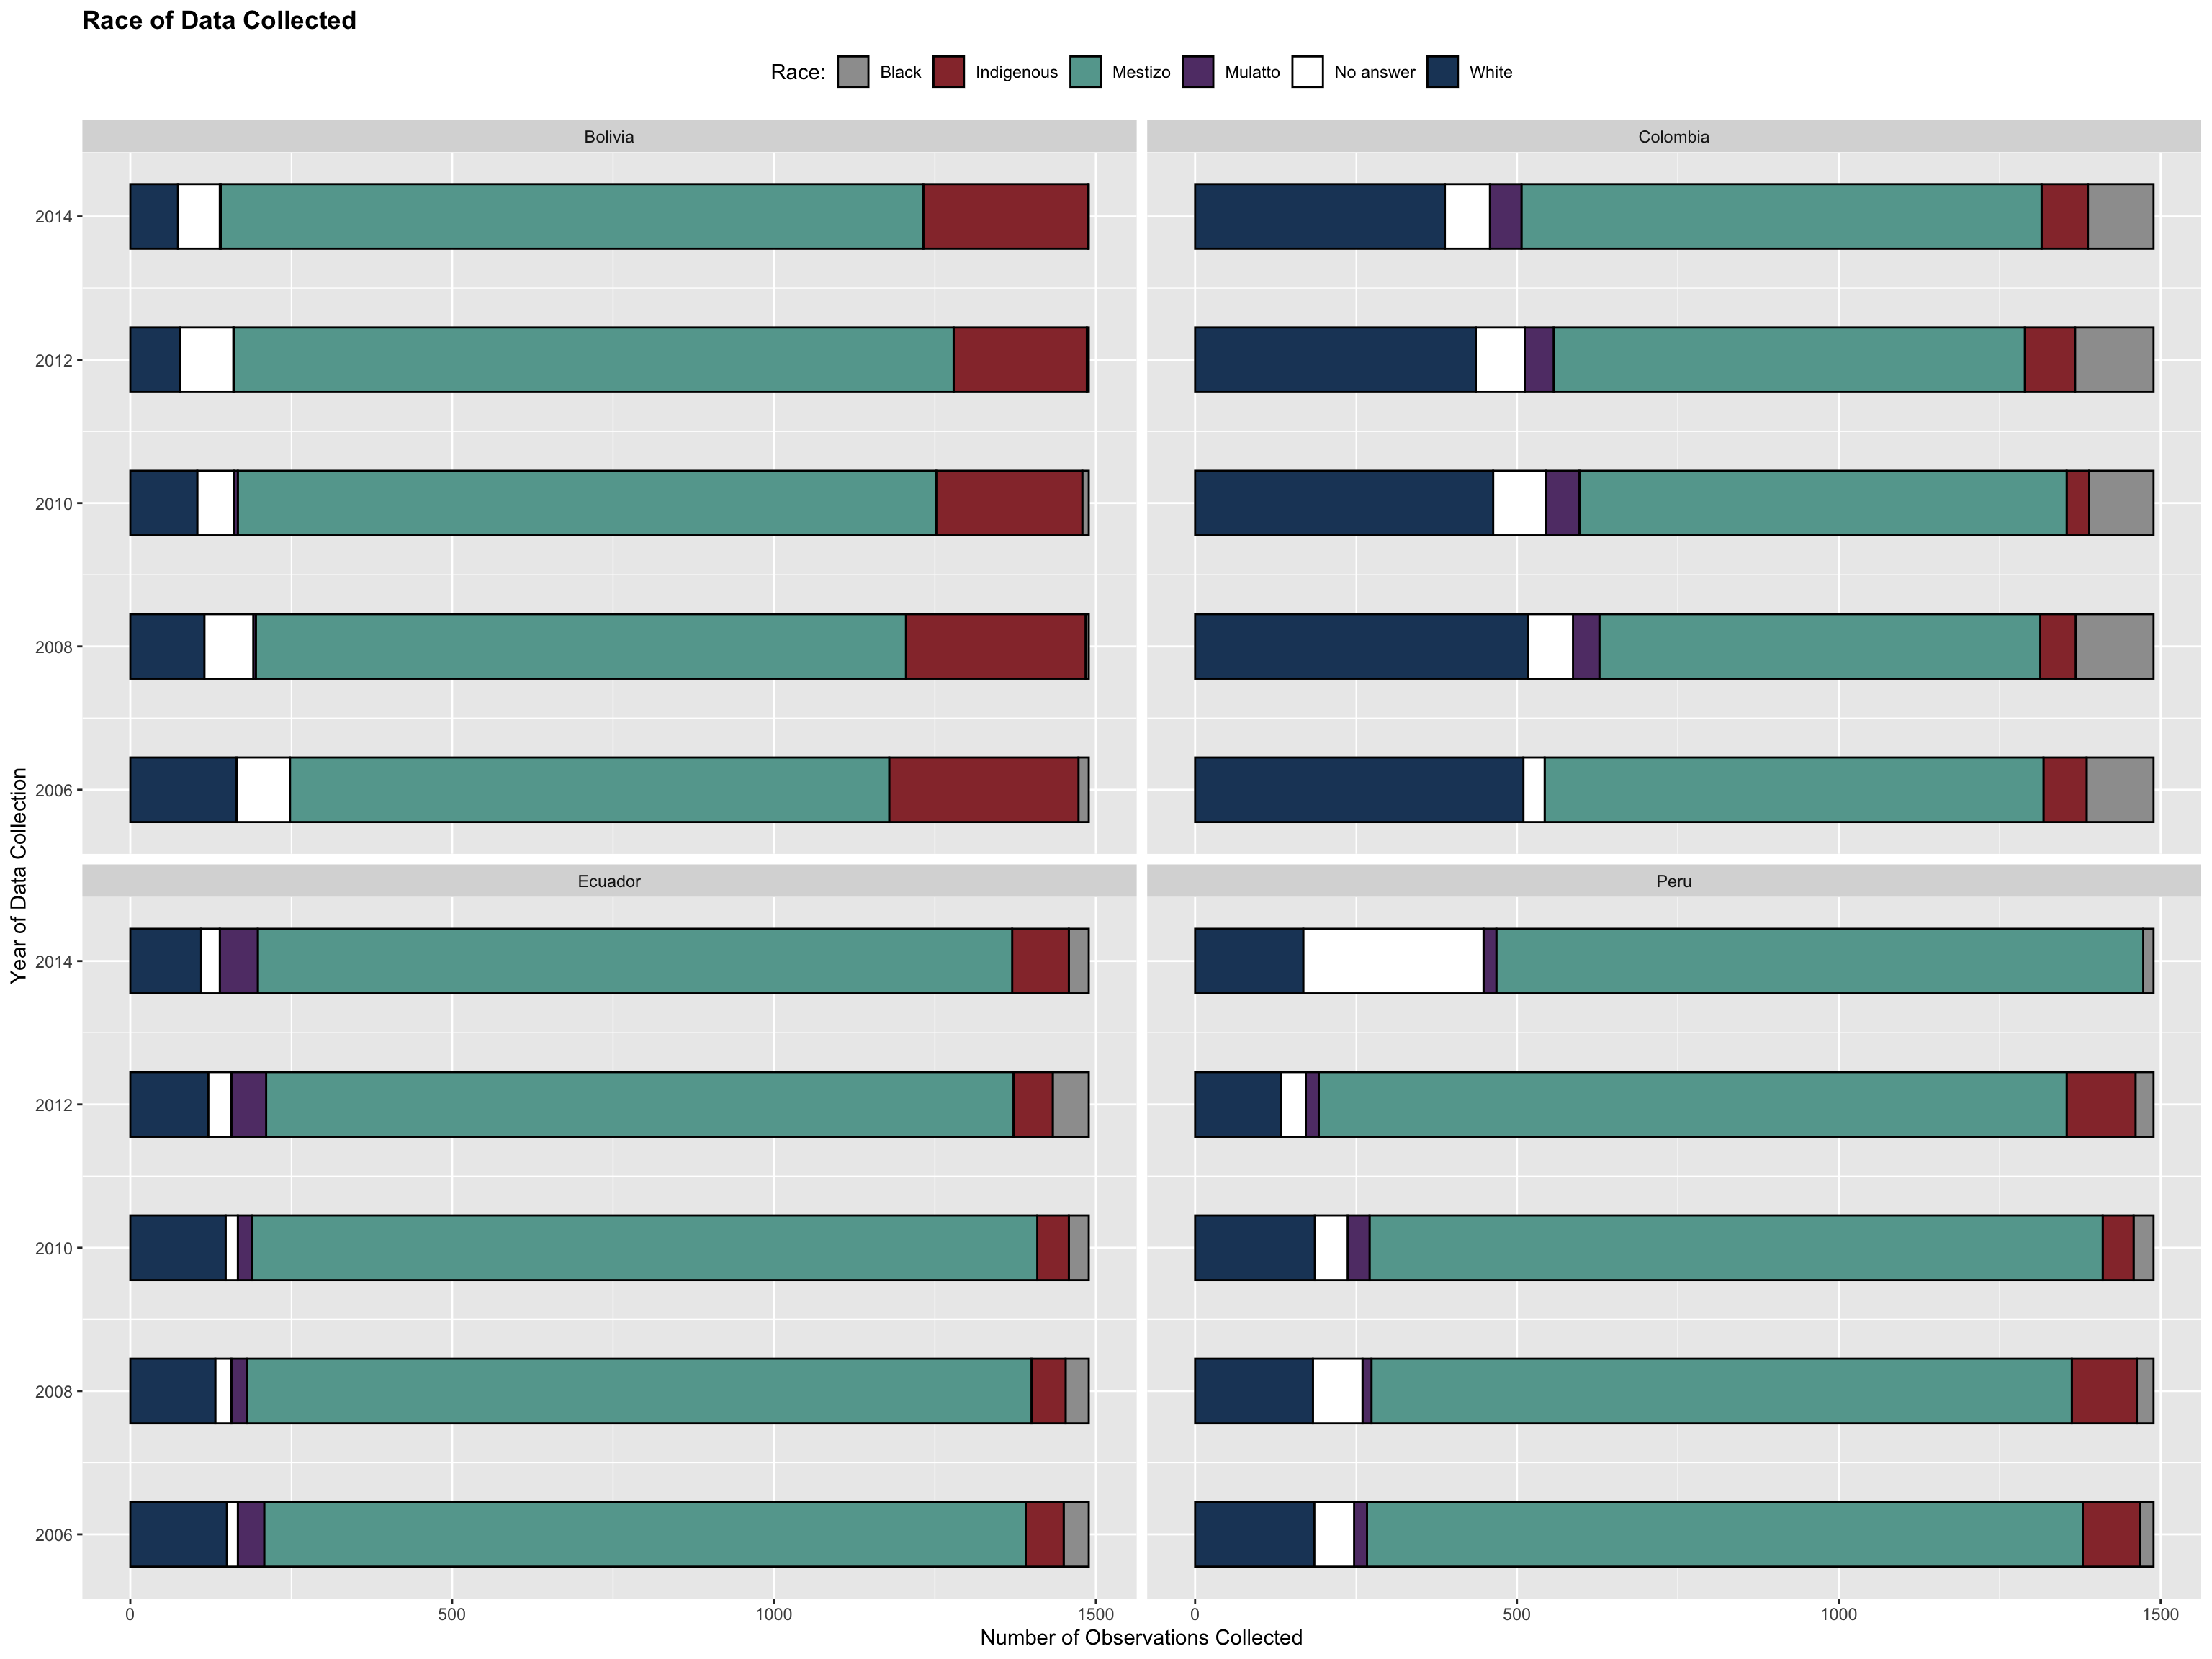 Race of Data Collected
Race: Black Indigenous Mestizo Mulatto No answer White
Bolivia Colombia
2014
2012
2010
2008
2006
Year of Data Collection
Ecuador Peru
2014
2012
2010
2008
2006
0 500 1000 1500 0 500 1000 1500
Number of Observations Collected